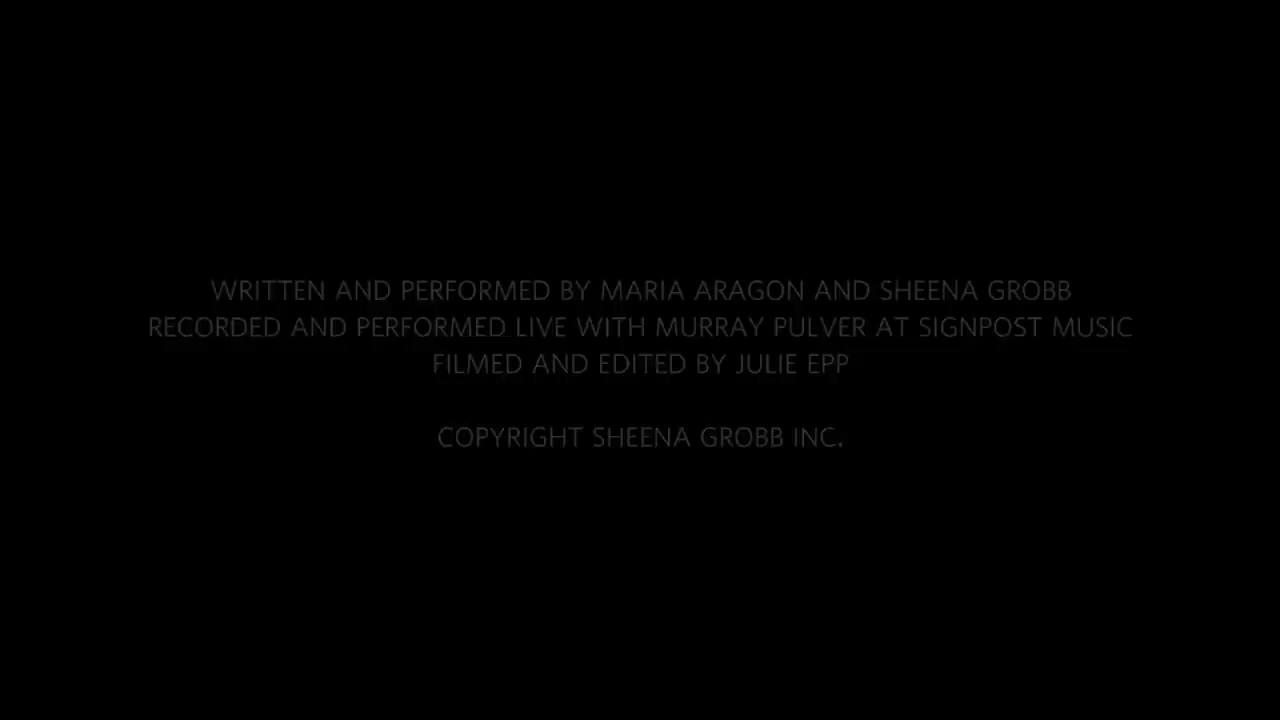 WRITTEN AND PERFORMED BY MARIA ARAGON AND SHEENA GROBB
RECORDED AND PERFORMED LIVE WITH MURRAY PULVER AT SIGNPOST MUSIC
FILMED AND EDITED BY JULIE EPP
COPYRIGHT SHEENA GROBB INC.